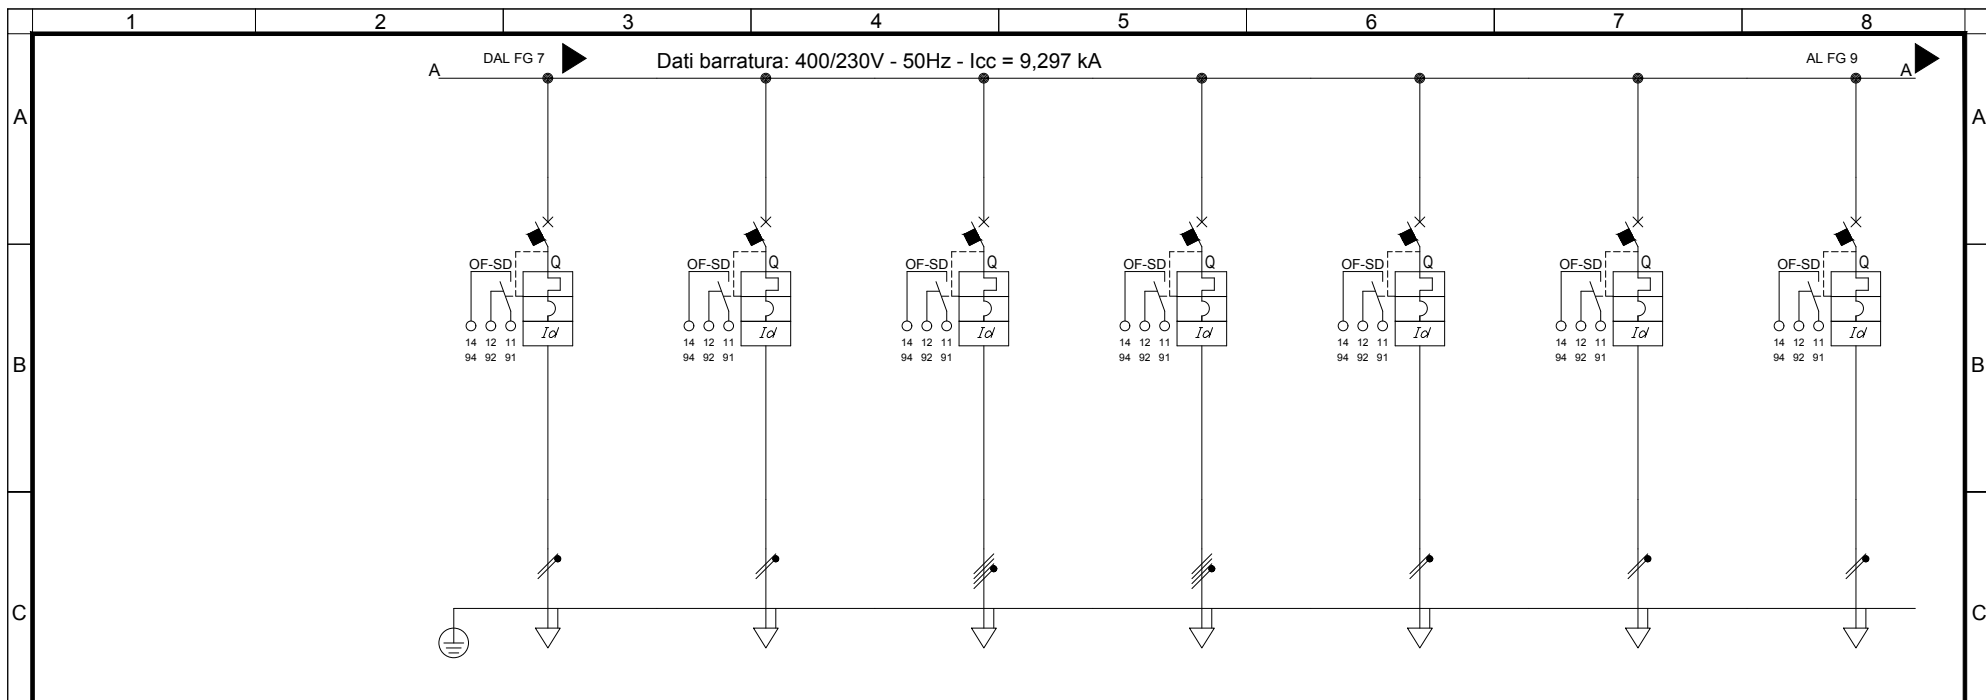 1 2 3 4 5 6 7 8
DAL FG 7 Dati barratura: 400/230V - 50Hz - Icc = 9,297 kA AL FG 9
A A
A A
OF-SD Q OF-SD Q OF-SD Q OF-SD Q OF-SD Q OF-SD Q OF-SD Q
Id Id Id Id Id Id Id
14 12 11 14 12 11 14 12 11 14 12 11 14 12 11 14 12 11 14 12 11
94 92 91 94 92 91 94 92 91 94 92 91 94 92 91 94 92 91 94 92 91
B B
C C